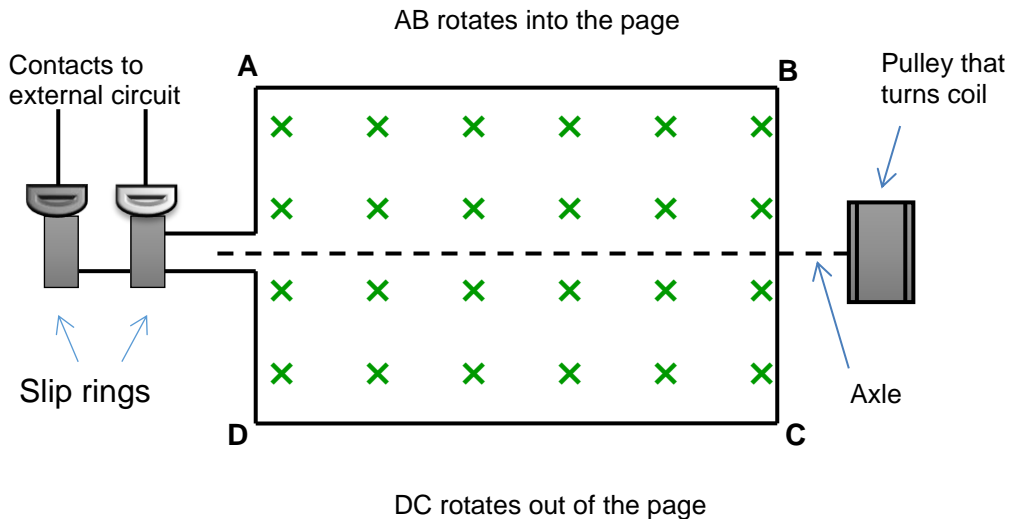 AB rotates into the page
Contacts to
external circuit
A
B
Pulley that
turns coil
Slip rings
Axle
D
C
DC rotates out of the page